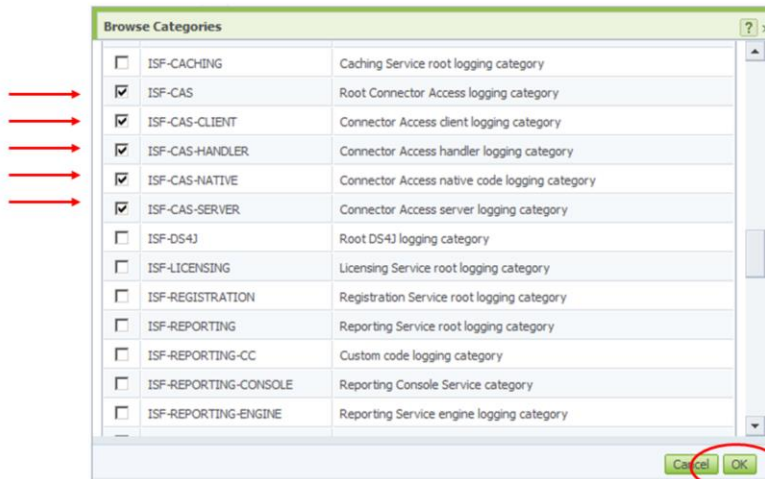 Browse Categories ?
ISF-CACHING Caching Service root logging category
ISF-CAS Root Connector Access logging category
ISF-CAS-CLIENT Connector Access client logging category
ISF-CAS-HANDLER Connector Access handler logging category
ISF-CAS-NATIVE Connector Access native code logging category
ISF-CAS-SERVER Connector Access server logging category
ISF-DS4J Root DS4J logging category
ISF-LICENSING Licensing Service root logging category
ISF-REGISTRATION Registration Service root logging category
ISF-REPORTING Reporting Service root logging category
ISF-REPORTING-CC Custom code logging category
ISF-REPORTING-CONSOLE Reporting Console Service category
ISF-REPORTING-ENGINE Reporting Service engine logging category
Cancel OK